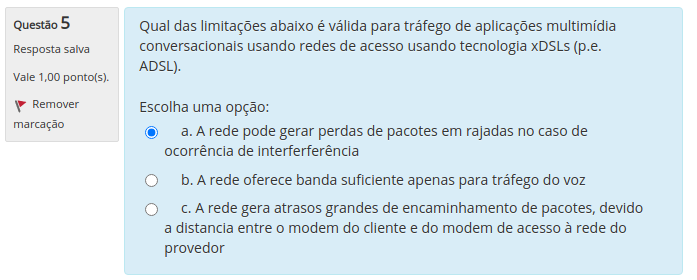 Questão 5
Resposta salva
Vale 1,00 ponto(s).
Remover
marcação
Qual das limitações abaixo é válida para tráfego de aplicações multimídia
conversacionais usando redes de acesso usando tecnologia xDSLs (p.e.
ADSL).
Escolha uma opção:
a. A rede pode gerar perdas de pacotes em rajadas no caso de
ocorrência de interferferência
b. A rede oferece banda suficiente apenas para tráfego do voz
c. A rede gera atrasos grandes de encaminhamento de pacotes, devido
a distancia entre o modem do cliente e do modem de acesso à rede do
provedor